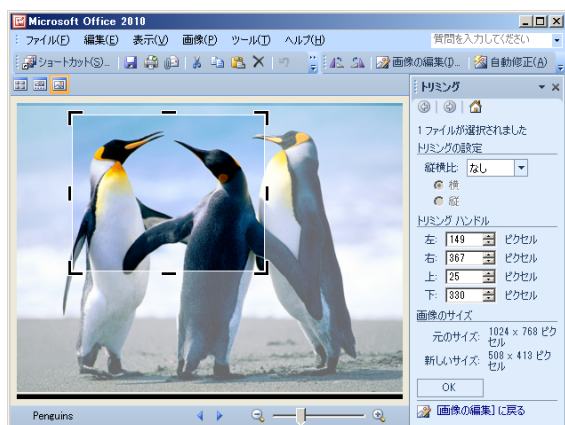 Microsoft Office 2010
ファイル(F) 編集(E) 表示(V) 画像(P) ツール(T) ヘルプ(H) 質問を入力してください
ショートカット(S)... 画像の編集(I)... 自動修正(A)
トリミング
1 ファイルが選択されました
トリミングの設定
縦横比: なし
横
縦
トリミング ハンドル
左: 149 ピクセル
右: 367 ピクセル
上: 25 ピクセル
下: 330 ピクセル
画像のサイズ
元のサイズ: 1024 x 768 ピク
セル
新しいサイズ: 508 x 413 ピク
セル
OK
[画像の編集] に戻る
Penguins